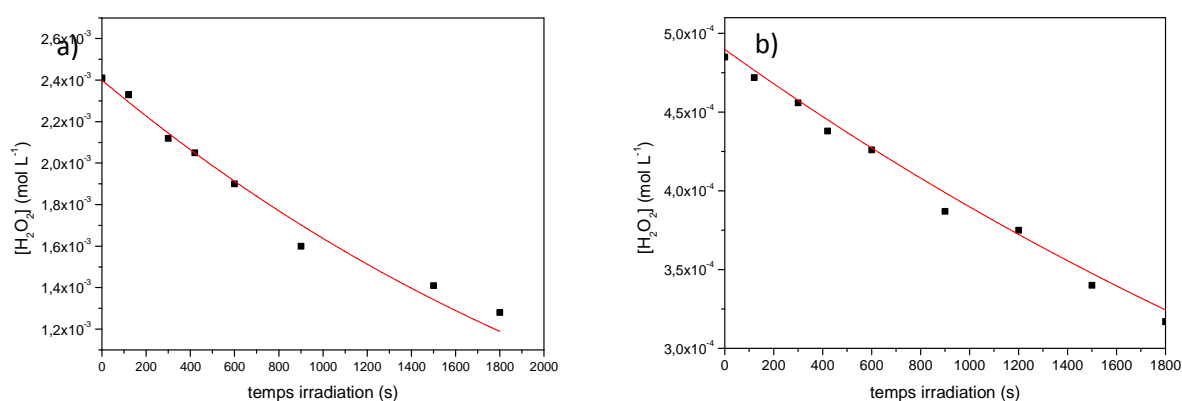 a)
2,6x10⁻³
2,4x10⁻³
2,2x10⁻³
2,0x10⁻³
1,8x10⁻³
1,6x10⁻³
1,4x10⁻³
1,2x10⁻³
[H₂O₂] (mol L⁻¹)
0 200 400 600 800 1000 1200 1400 1600 1800 2000
temps irradiation (s)
b)
5,0x10⁻⁴
4,5x10⁻⁴
4,0x10⁻⁴
3,5x10⁻⁴
3,0x10⁻⁴
[H₂O₂] (mol L⁻¹)
0 200 400 600 800 1000 1200 1400 1600 1800
temps irradiation (s)